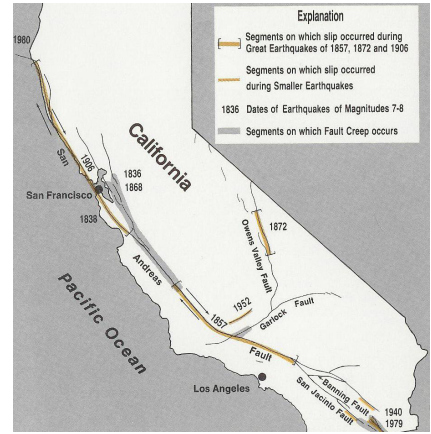 Explanation
Segments on which slip occurred during
Great Earthquakes of 1857, 1872 and 1906
Segments on which slip occurred
during Smaller Earthquakes
1836 Dates of Earthquakes of Magnitudes 7-8
Segments on which Fault Creep occurs
1980
California
San
1906
1836
1868
San Francisco
1838
1872
Owens Valley Fault
Andreas
Pacific Ocean
1952
1857
Garlock Fault
Fault
Los Angeles
Banning Fault
San Jacinto Fault
1940
1979